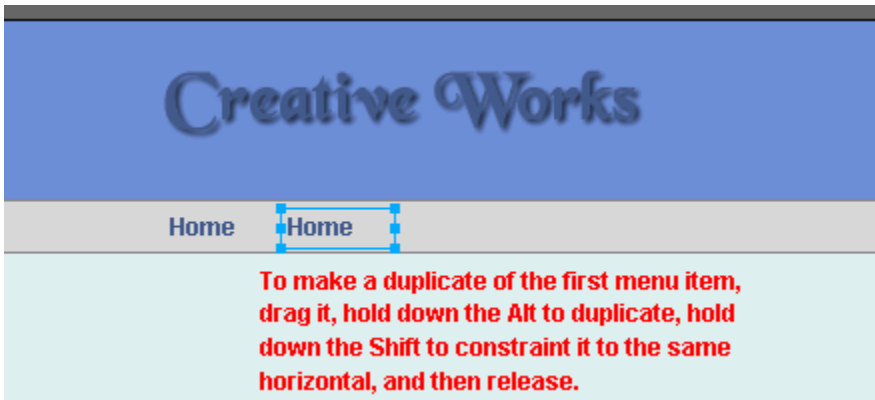 Creative Works
Home Home
To make a duplicate of the first menu item,
drag it, hold down the Alt to duplicate, hold
down the Shift to constraint it to the same
horizontal, and then release.